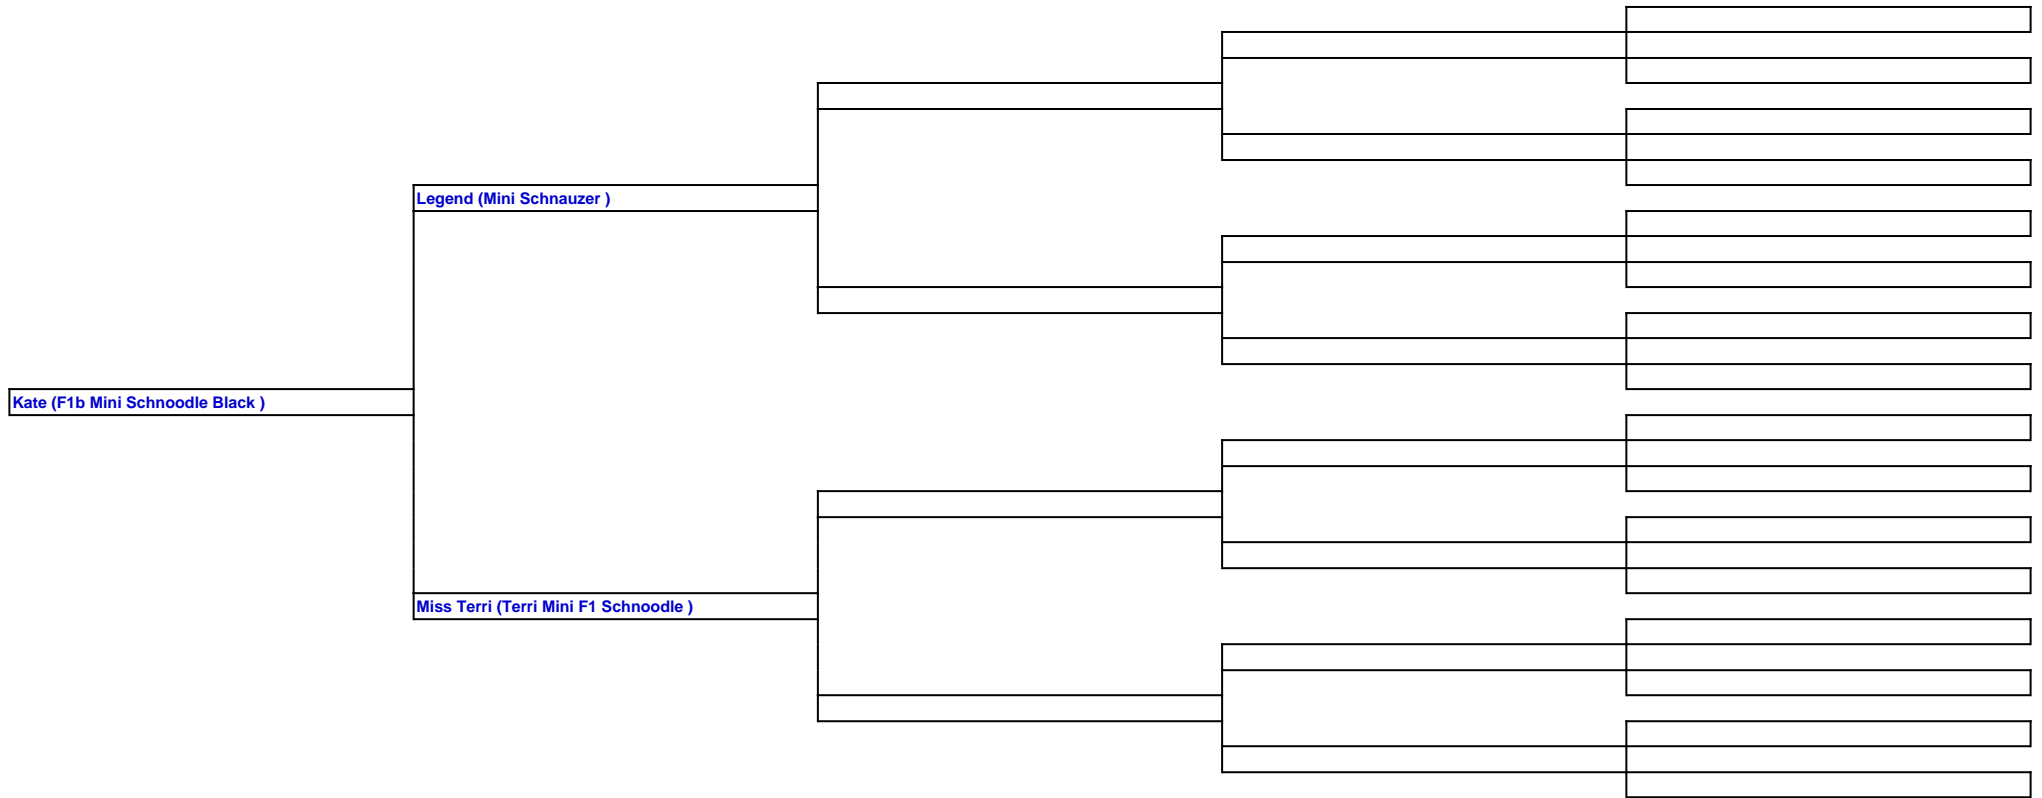 Legend (Mini Schnauzer )
Kate (F1b Mini Schnoodle Black )
Miss Terri (Terri Mini F1 Schnoodle )